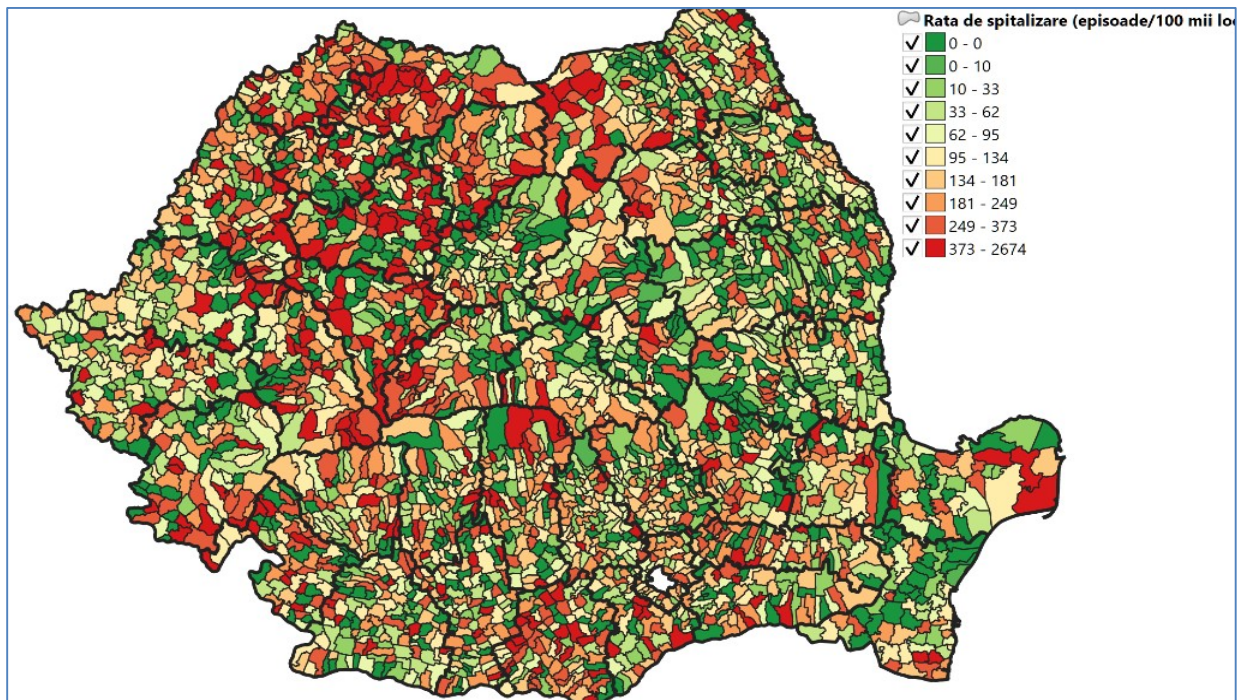 Rata de spitalizare (episoade/100 mii lo
0 - 0
0 - 10
10 - 33
33 - 62
62 - 95
95 - 134
134 - 181
181 - 249
249 - 373
373 - 2674